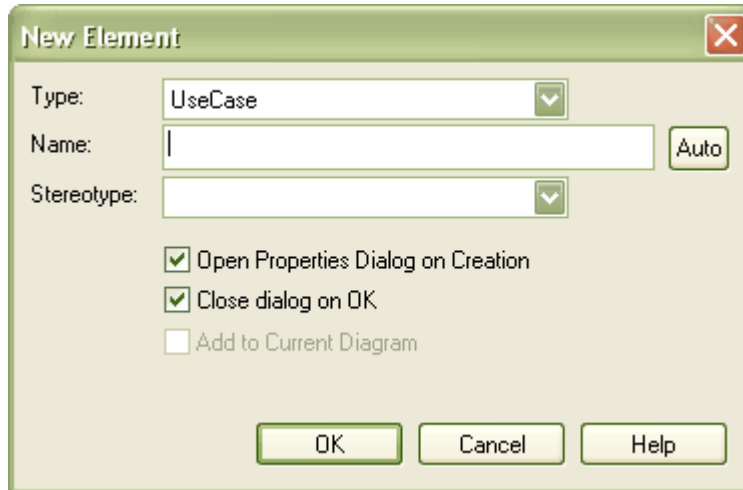 New Element
Type: UseCase
Name: Auto
Stereotype:
Open Properties Dialog on Creation
Close dialog on OK
Add to Current Diagram
OK Cancel Help